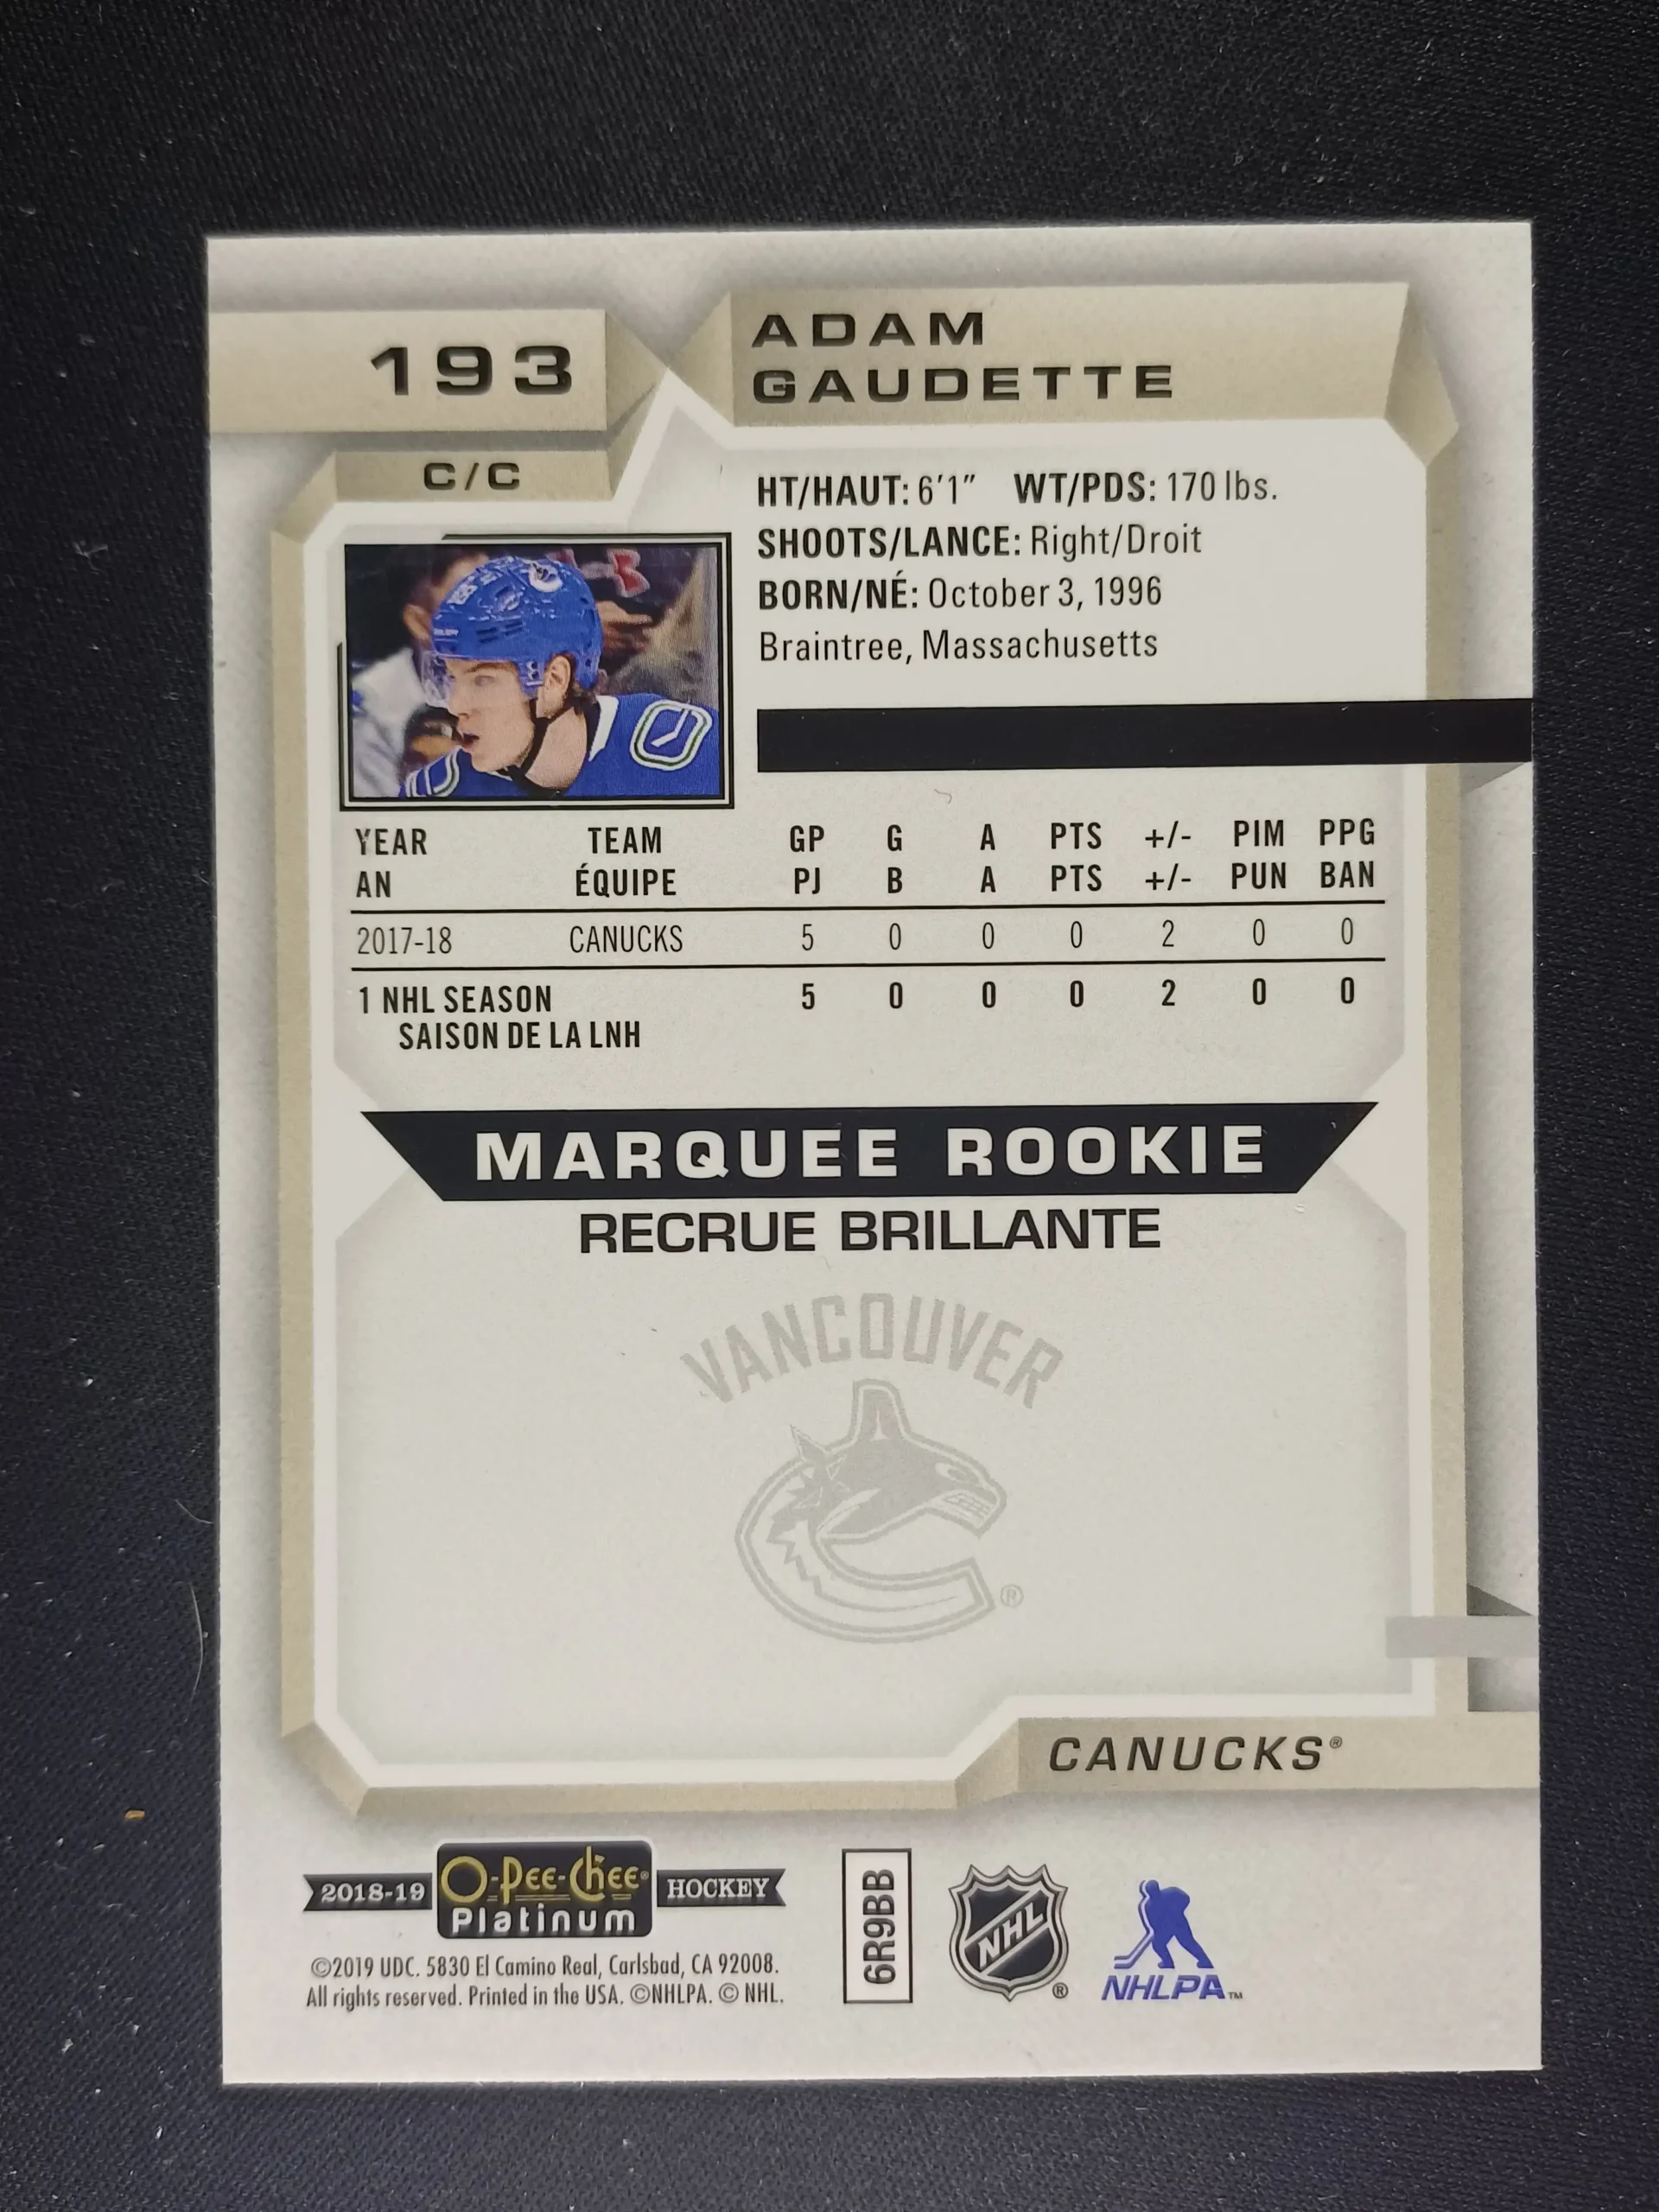 193
ADAM
GAUDETTE
C/C
HT/HAUT: 6'1" WT/PDS: 170 lbs.
SHOOTS/LANCE: Right/Droit
BORN/NÉ: October 3, 1996
Braintree, Massachusetts
YEAR TEAM GP G A PTS +/- PIM PPG
AN ÉQUIPE PJ B A PTS +/- PUN BAN
2017-18 CANUCKS 5 0 0 0 2 0 0
1 NHL SEASON 5 0 0 0 2 0 0
SAISON DE LA LNH
MARQUEE ROOKIE
RECRUE BRILLANTE
VANCOUVER
®
CANUCKS®
2018-19 O-Pee-Chee® HOCKEY
Platinum
©2019 UDC. 5830 El Camino Real, Carlsbad, CA 92008.
All rights reserved. Printed in the USA. ©NHLPA. © NHL.
6R9BB
NHL ®
NHLPA™